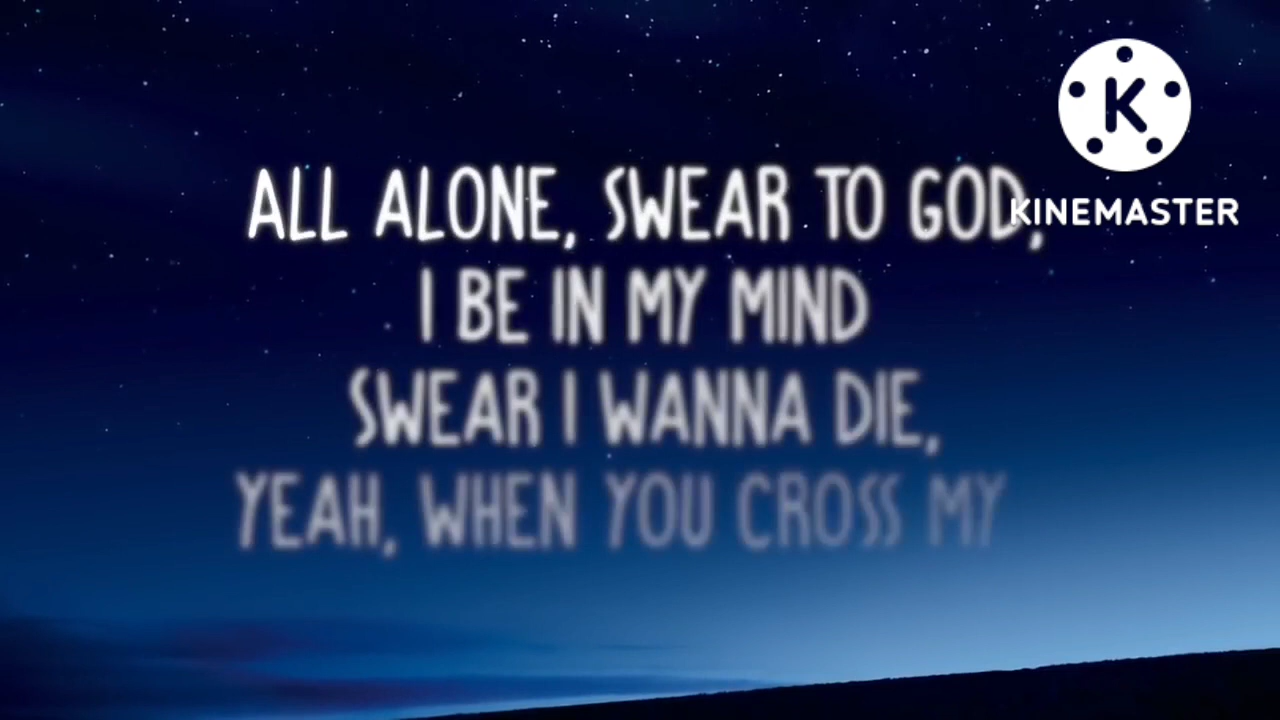 ALL ALONE, SWEAR TO GOD,
I BE IN MY MIND
SWEAR I WANNA DIE,
YEAH, WHEN YOU CROSS MY
K
KINEMASTER